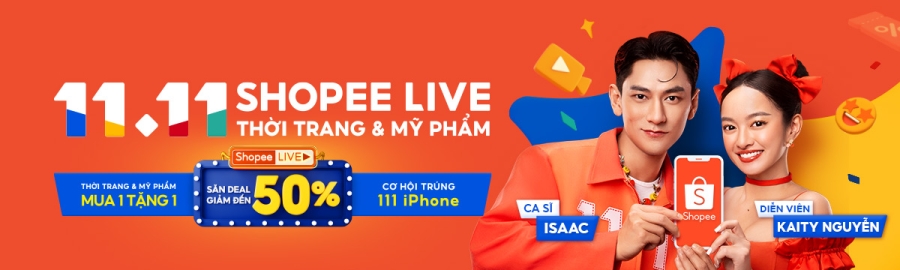 11.11
SHOPEE LIVE
THỜI TRANG & MỸ PHẨM
Shopee LIVE
THỜI TRANG & MỸ PHẨM
MUA 1 TẶNG 1
SĂN DEAL
GIẢM ĐẾN
50%
CƠ HỘI TRÚNG
111 iPhone
S
Shopee
CA SĨ
ISAAC
DIỄN VIÊN
KAITY NGUYỄN
11